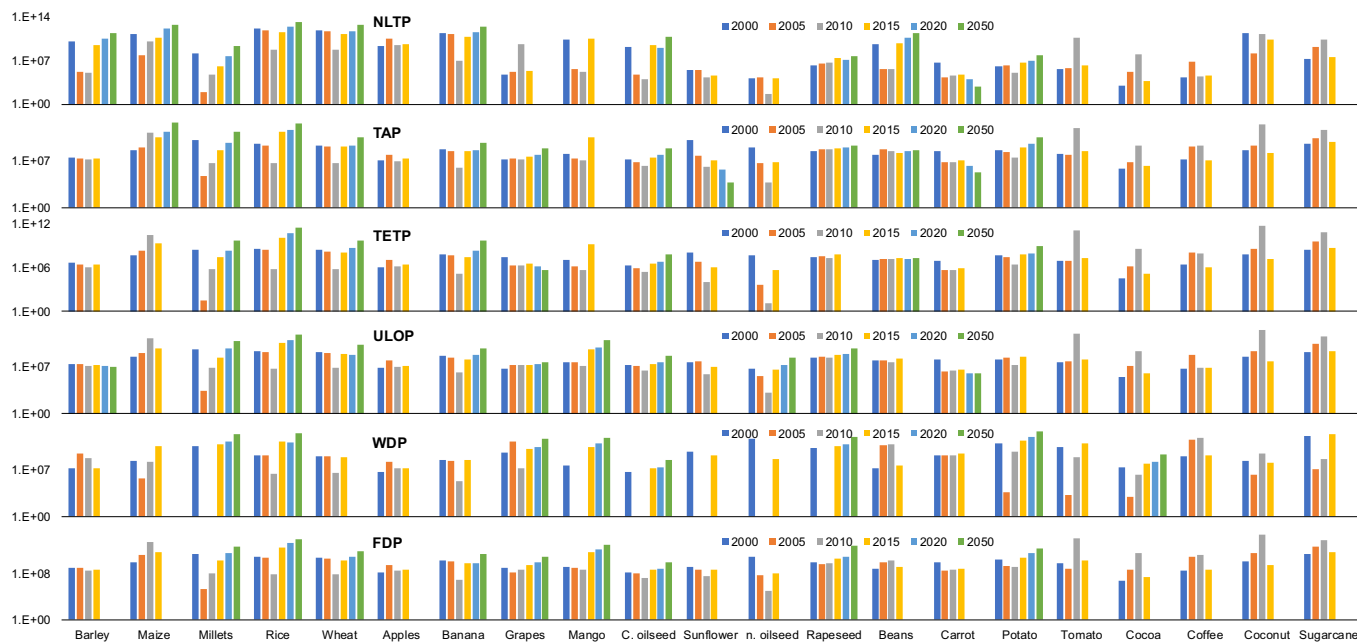 1.E+14
NLTP
2000 2005 2010 2015 2020 2050
1.E+07
1.E+00
TAP
2000 2005 2010 2015 2020 2050
1.E+07
1.E+00
1.E+12
TETP
2000 2005 2010 2015 2020 2050
1.E+06
1.E+00
ULOP
2000 2005 2010 2015 2020 2050
1.E+07
1.E+00
WDP
2000 2005 2010 2015 2020 2050
1.E+07
1.E+00
FDP
2000 2005 2010 2015 2020 2050
1.E+08
1.E+00
Barley Maize Millets Rice Wheat Apples Banana Grapes Mango C. oilseed Sunflower n. oilseed Rapeseed Beans Carrot Potato Tomato Cocoa Coffee Coconut Sugarcane